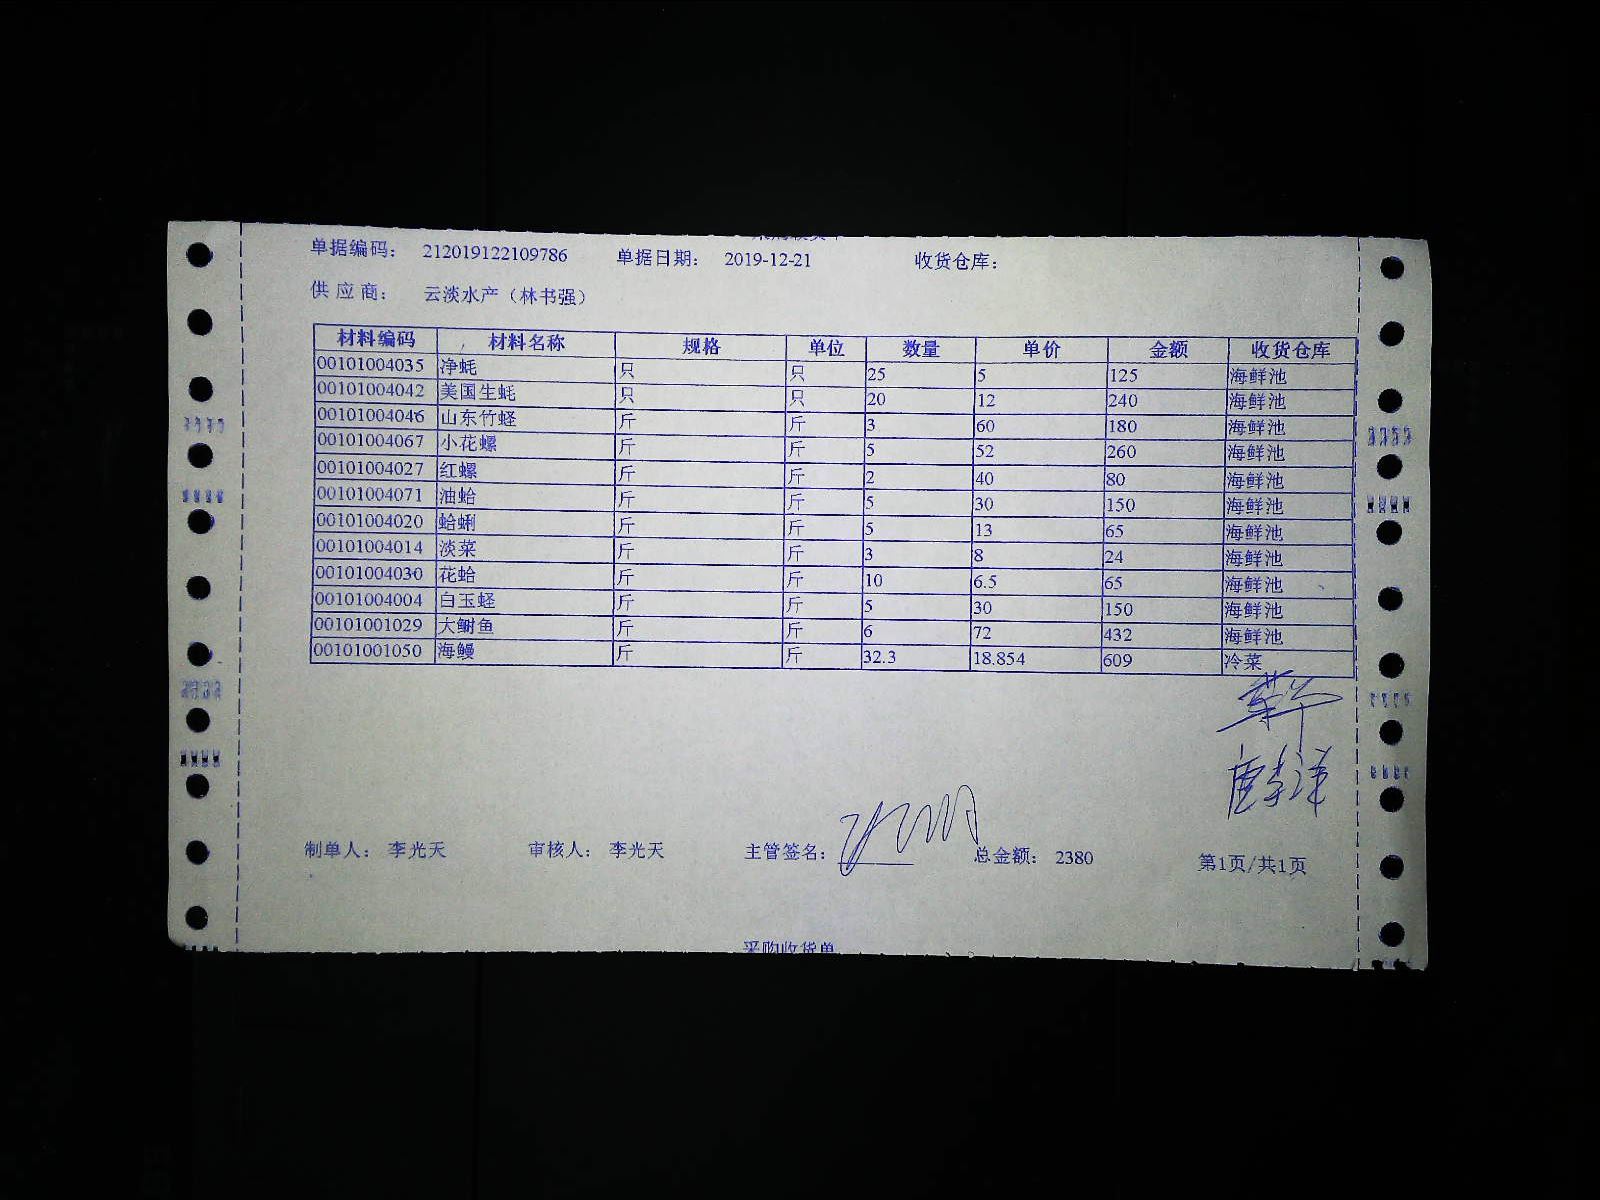 单据编码： 212019122109786 单据日期： 2019-12-21 收货仓库：
供应商： 云淡水产（林书强）
材料编码 材料名称 规格 单位 数量 单价 金额 收货仓库
00101004035 净蚝 只 只 25 5 125 海鲜池
00101004042 美国生蚝 只 只 20 12 240 海鲜池
00101004046 山东竹蛏 斤 斤 3 60 180 海鲜池
00101004067 小花螺 斤 斤 5 52 260 海鲜池
00101004027 红螺 斤 斤 2 40 80 海鲜池
00101004071 油蛤 斤 斤 5 30 150 海鲜池
00101004020 蛤蜊 斤 斤 5 13 65 海鲜池
00101004014 淡菜 斤 斤 3 8 24 海鲜池
00101004030 花蛤 斤 斤 10 6.5 65 海鲜池
00101004004 白玉蛏 斤 斤 5 30 150 海鲜池
00101001029 大鲥鱼 斤 斤 6 72 432 海鲜池
00101001050 海鳗 斤 斤 32.3 18.854 609 冷菜
制单人： 李光天 审核人： 李光天 主管签名： 总金额： 2380 第1页/共1页
采购收货单